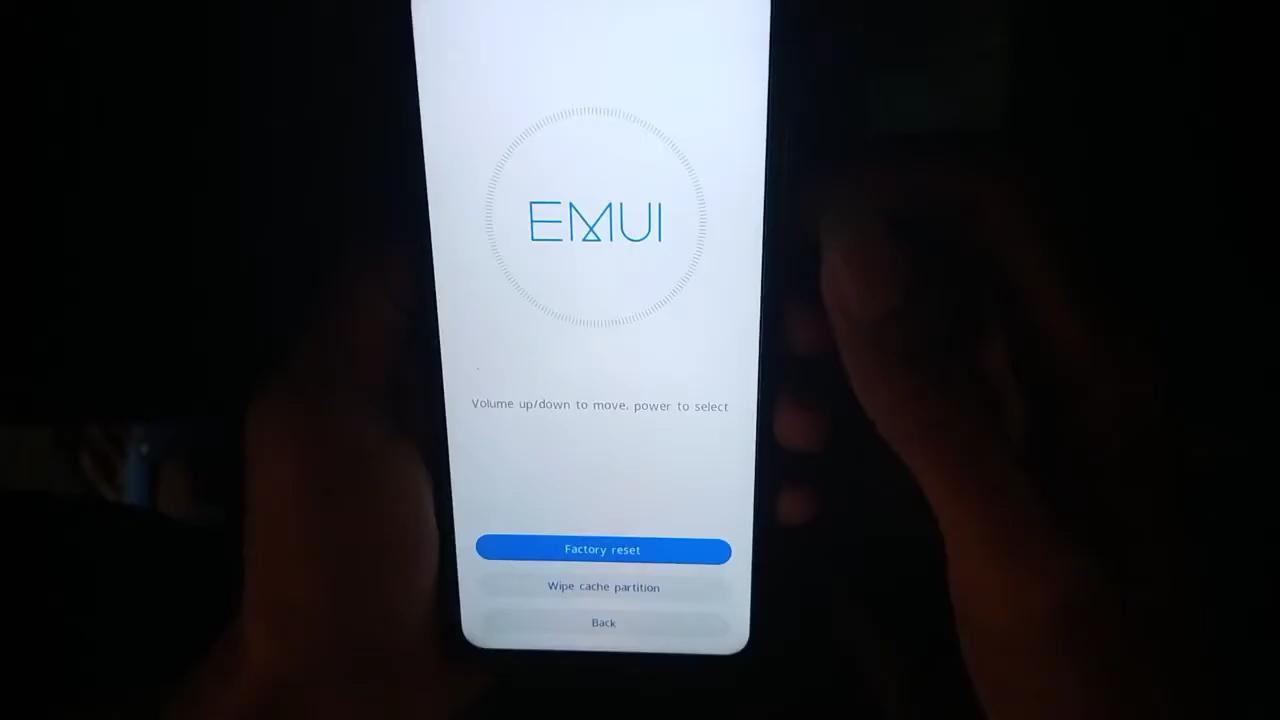 EMUI
Volume up/down to move, power to select
Factory reset
Wipe cache partition
Back